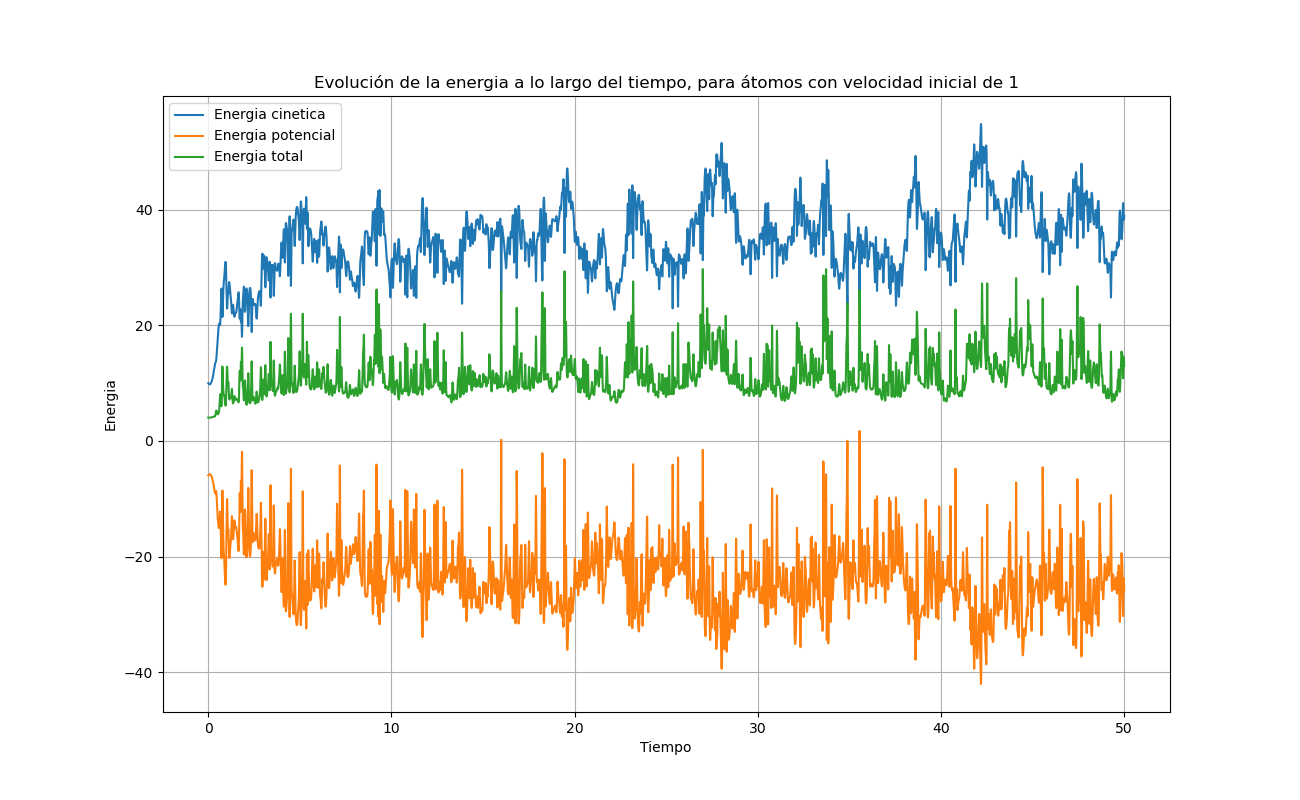 Evolución de la energia a lo largo del tiempo, para átomos con velocidad inicial de 1
Energia cinetica
Energia potencial
Energia total
40
20
0
−20
−40
Energia
0 10 20 30 40 50
Tiempo